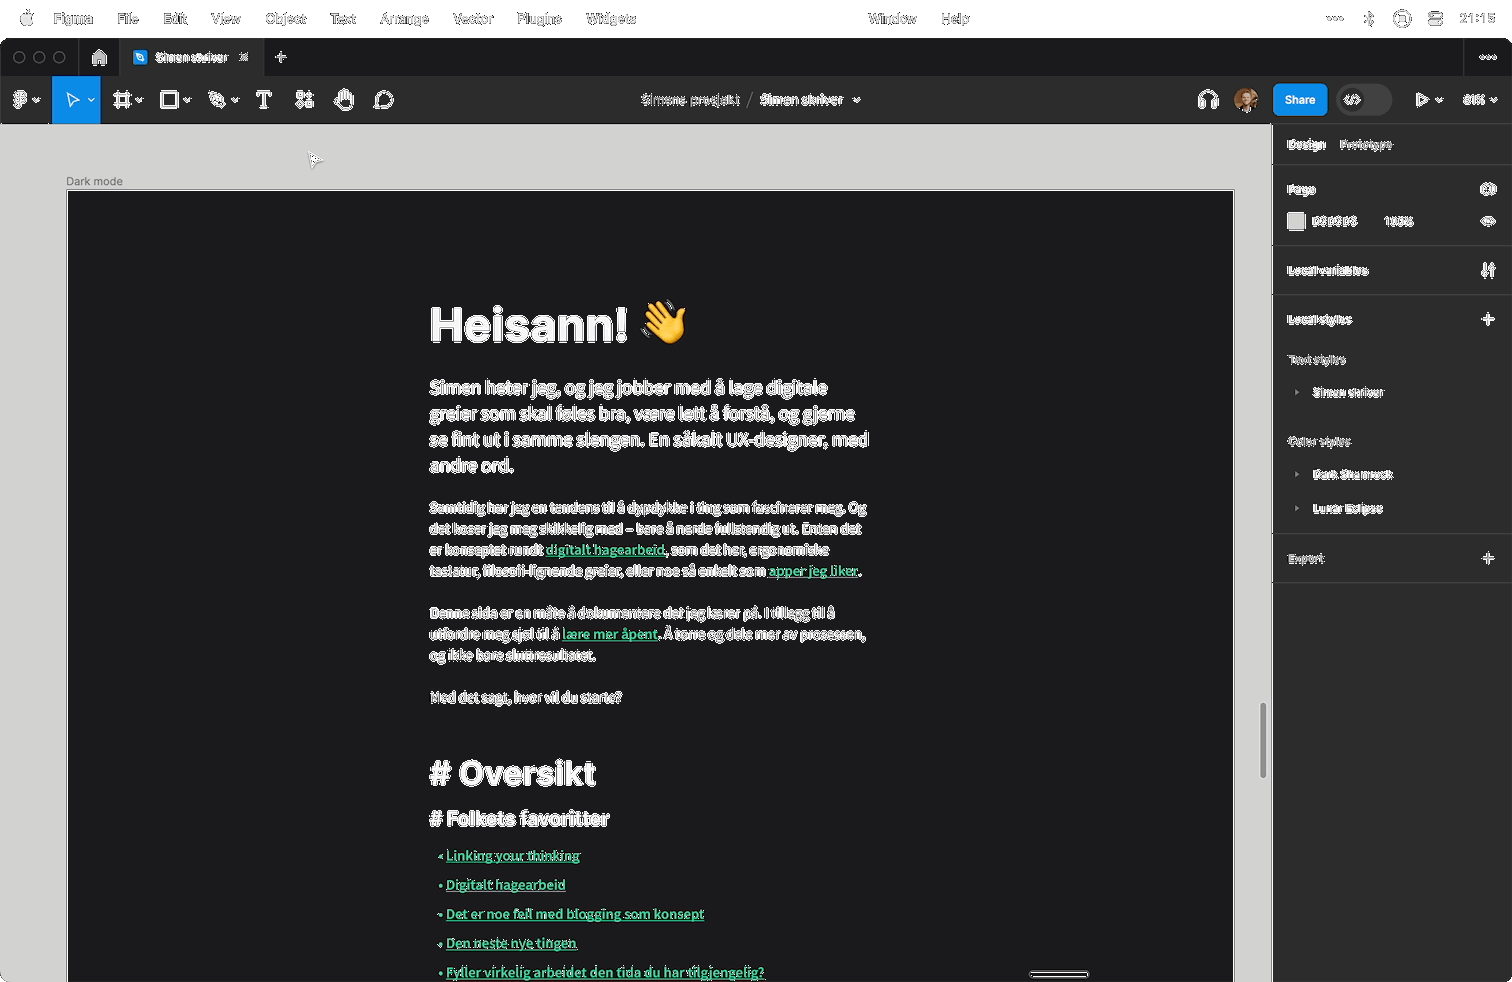 Figma File Edit View Object Text Arrange Vector Plugins Widgets Window Help 21:15
Simen skriver
Simens prosjekt / Simen skriver
Share
81%
Design Prototype
Dark mode
Page
100%
Local variables
Local styles
Text styles
Simen skriver
Color styles
Dark Shamrock
Lunar Eclipse
Export
Heisann! 👋
Simen heter jeg, og jeg jobber med å lage digitale
greier som skal føles bra, være lett å forstå, og gjerne
se fint ut i samme slengen. En såkalt UX-designer, med
andre ord.
Samtidig har jeg en tendens til å dypdykke i ting som fascinerer meg. Og
det koser jeg meg skikkelig med – bare å nerde fullstendig ut. Enten det
er konseptet rundt digitalt hagearbeid, som det her, ergonomiske
tastatur, filosofi-lignende greier, eller noe så enkelt som apper jeg liker.
Denne sida er en måte å dokumentere det jeg lærer på. I tillegg til å
utfordre meg sjøl til å lære mer åpent. Å tørre og dele mer av prosessen,
og ikke bare sluttresultatet.
Med det sagt, hvor vil du starte?
# Oversikt
# Folkets favoritter
• Linking your thinking
• Digitalt hagearbeid
• Det er noe feil med blogging som konsept
• Den neste nye tingen
• Fyller virkelig arbeidet den tida du har tilgjengelig?